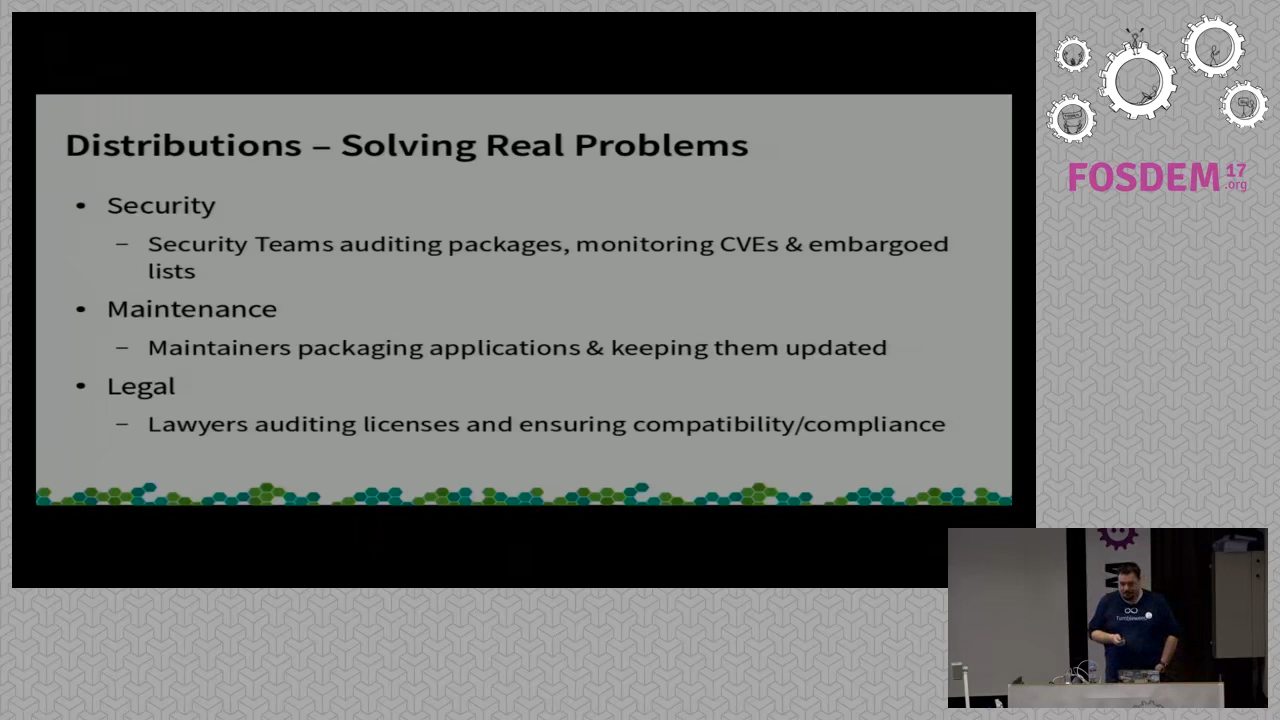 Distributions – Solving Real Problems
• Security
– Security Teams auditing packages, monitoring CVEs & embargoed
lists
• Maintenance
– Maintainers packaging applications & keeping them updated
• Legal
– Lawyers auditing licenses and ensuring compatibility/compliance
FOSDEM 17
.org
Tumbleweed